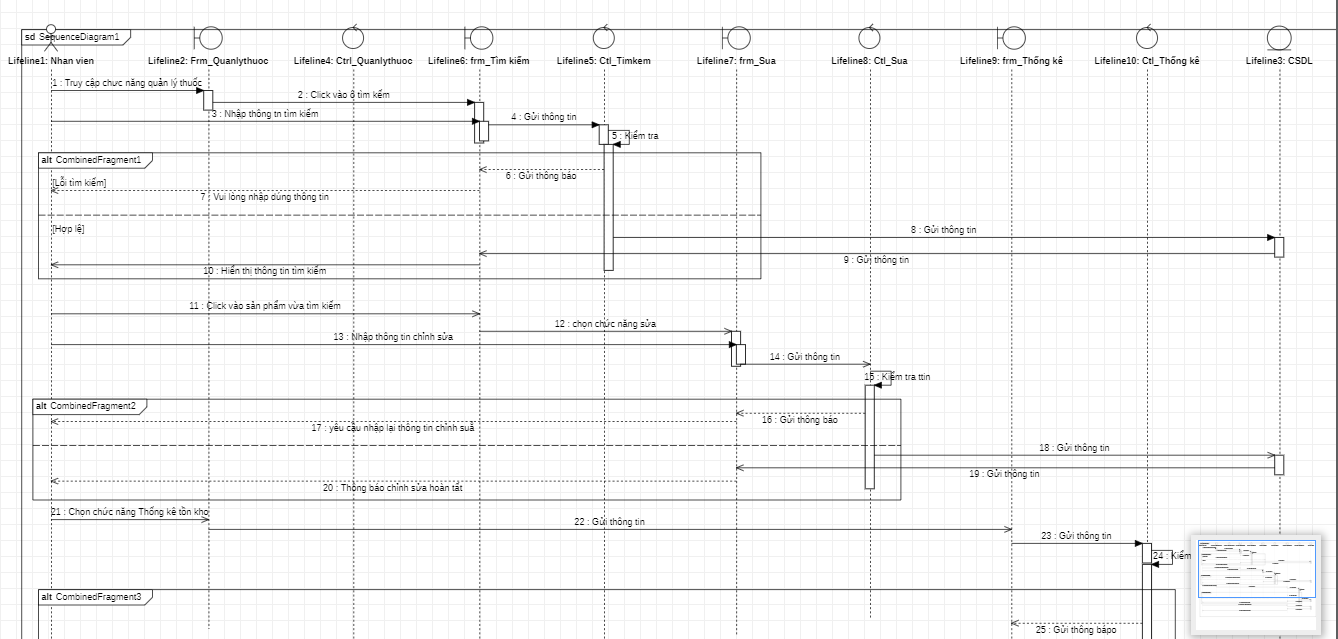 sd SequenceDiagram1
Lifeline1: Nhan vien
Lifeline2: Frm_Quanlythuoc
Lifeline4: Ctrl_Quanlythuoc
Lifeline6: frm_Tìm kiếm
Lifeline5: Ctl_Timkem
Lifeline7: frm_Sua
Lifeline8: Ctl_Sua
Lifeline9: frm_Thống kê
Lifeline10: Ctl_Thống kê
Lifeline3: CSDL
1 : Truy cập chưc năng quản lý thuốc
2 : Click vào ô tìm kếm
3 : Nhập thông tn tìm kiếm
4 : Gửi thông tin
5 : Kiểm tra
alt CombinedFragment1
6 : Gửi thông báo
[Lỗi tìm kiếm]
7 : Vui lòng nhập dúng thông tin
[Hợp lệ]
8 : Gửi thông tin
9 : Gửi thông tin
10 : Hiển thị thông tin tìm kiếm
11 : Click vào sản phẩm vừa tìm kiếm
12 : chọn chức năng sửa
13 : Nhập thông tin chỉnh sửa
14 : Gửi thông tin
15 : Kiểm tra ttin
alt CombinedFragment2
16 : Gửi thông báo
17 : yêu cầu nhập lại thông tin chỉnh suả
18 : Gửi thông tin
19 : Gửi thông tin
20 : Thông báo chỉnh sửa hoàn tất
21 : Chọn chức năng Thống kê tồn kho
22 : Gửi thông tin
23 : Gửi thông tin
24 : Kiểm
alt CombinedFragment3
25 : Gửi thông bápo